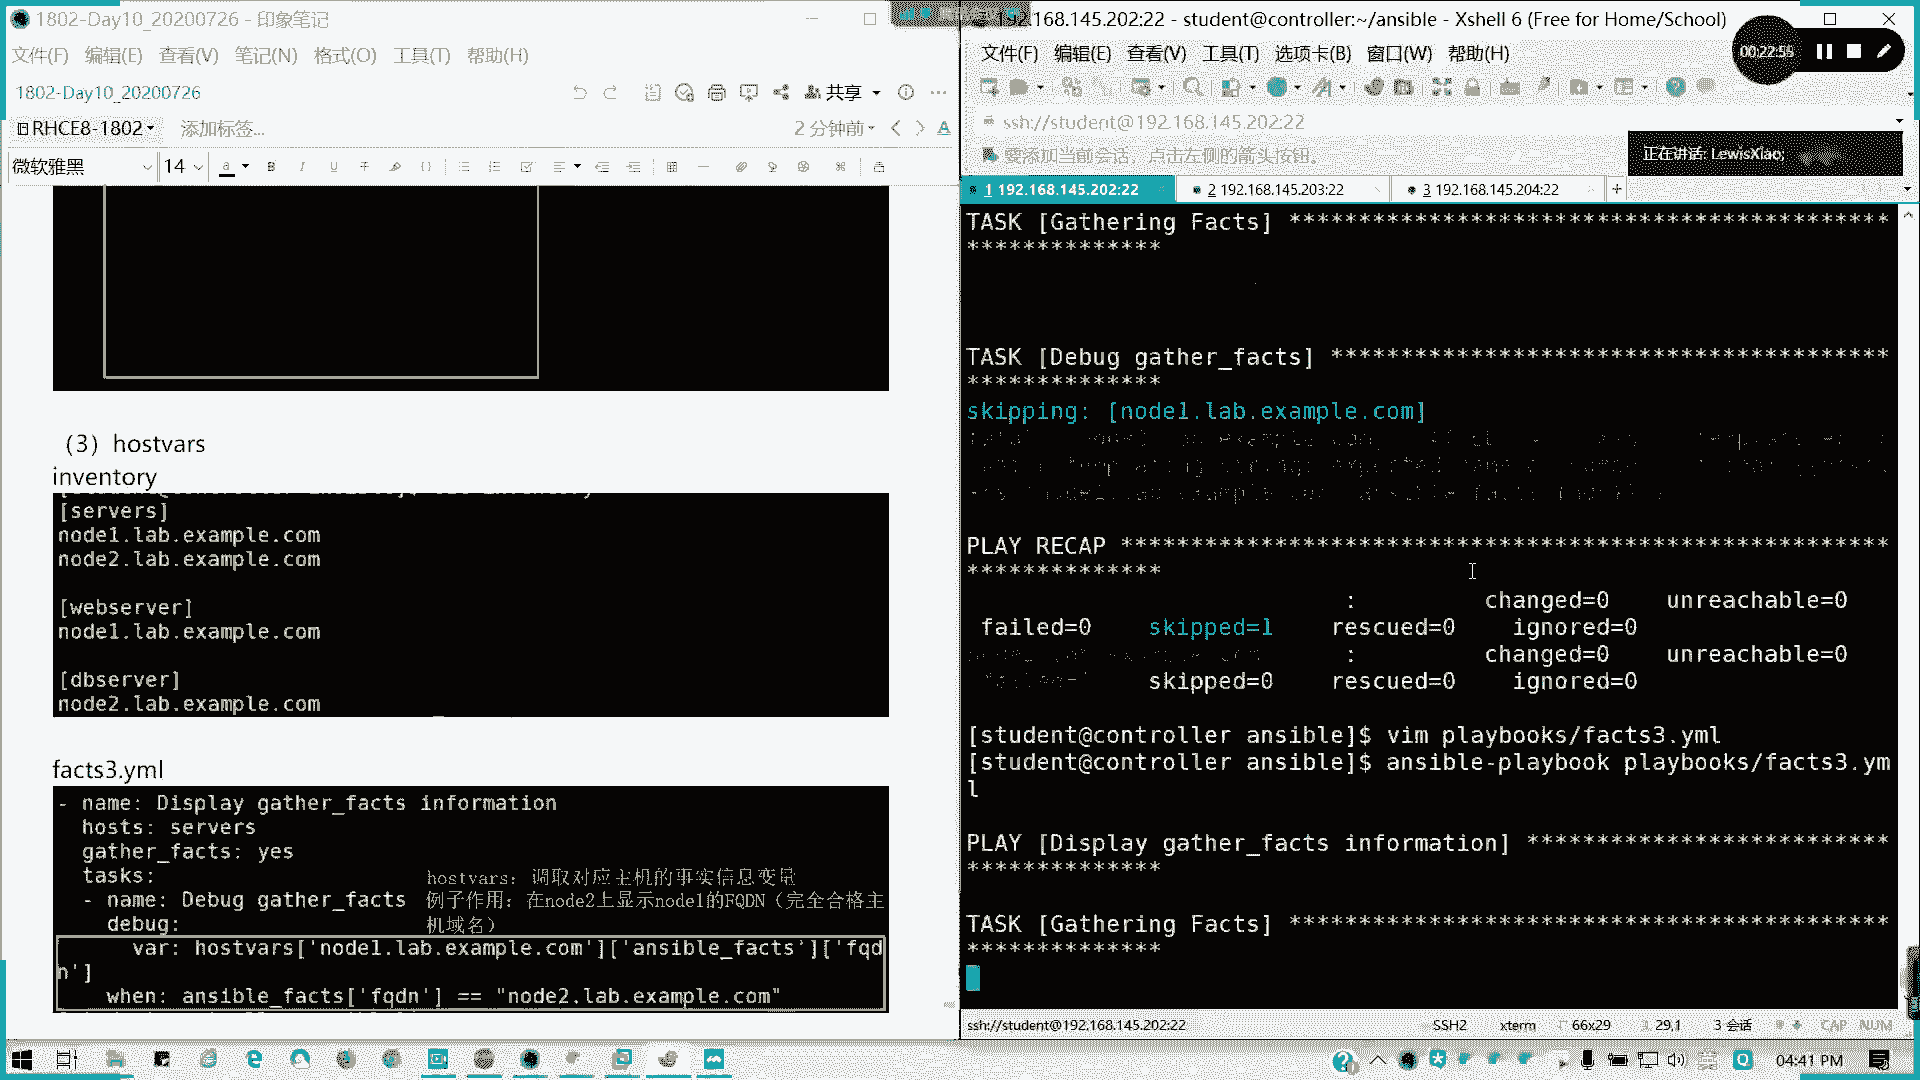 1802-Day10_20200726 - 印象笔记
文件(F) 编辑(E) 查看(V) 笔记(N) 格式(O) 工具(T) 帮助(H)
1802-Day10_20200726
共享
RHCE8-1802
添加标签...
2 分钟前
微软雅黑 14
（3）hostvars
inventory
[servers]
node1.lab.example.com
node2.lab.example.com
[webserver]
node1.lab.example.com
[dbserver]
node2.lab.example.com
facts3.yml
- name: Display gather_facts information
hosts: servers
gather_facts: yes
tasks:
hostvars: 调取对应主机的事实信息变量
- name: Debug gather_facts
例子作用: 在node2上显示node1的FQDN（完全合格主
debug:
机域名）
var: hostvars['node1.lab.example.com']['ansible_facts']['fqd
n']
when: ansible_facts['fqdn'] == "node2.lab.example.com"
192.168.145.202:22 - student@controller:~/ansible - Xshell 6 (Free for Home/School)
文件(F) 编辑(E) 查看(V) 工具(T) 选项卡(B) 窗口(W) 帮助(H)
00:22:55
ssh://student@192.168.145.202:22
要添加当前会话，点击左侧的箭头按钮。
正在讲话: LewisXiao;
1 192.168.145.202:22
2 192.168.145.203:22
3 192.168.145.204:22
TASK [Gathering Facts] *******************************************
**************
TASK [Debug gather_facts] ****************************************
**************
skipping: [node1.lab.example.com]
PLAY RECAP *******************************************************
**************
: changed=0 unreachable=0
failed=0 skipped=1 rescued=0 ignored=0
: changed=0 unreachable=0
skipped=0 rescued=0 ignored=0
[student@controller ansible]$ vim playbooks/facts3.yml
[student@controller ansible]$ ansible-playbook playbooks/facts3.ym
l
PLAY [Display gather_facts information] **************************
**************
TASK [Gathering Facts] *******************************************
**************
ssh://student@192.168.145.202:22
SSH2
xterm
66x29
29,1
3 会话
CAP NUM
04:41 PM